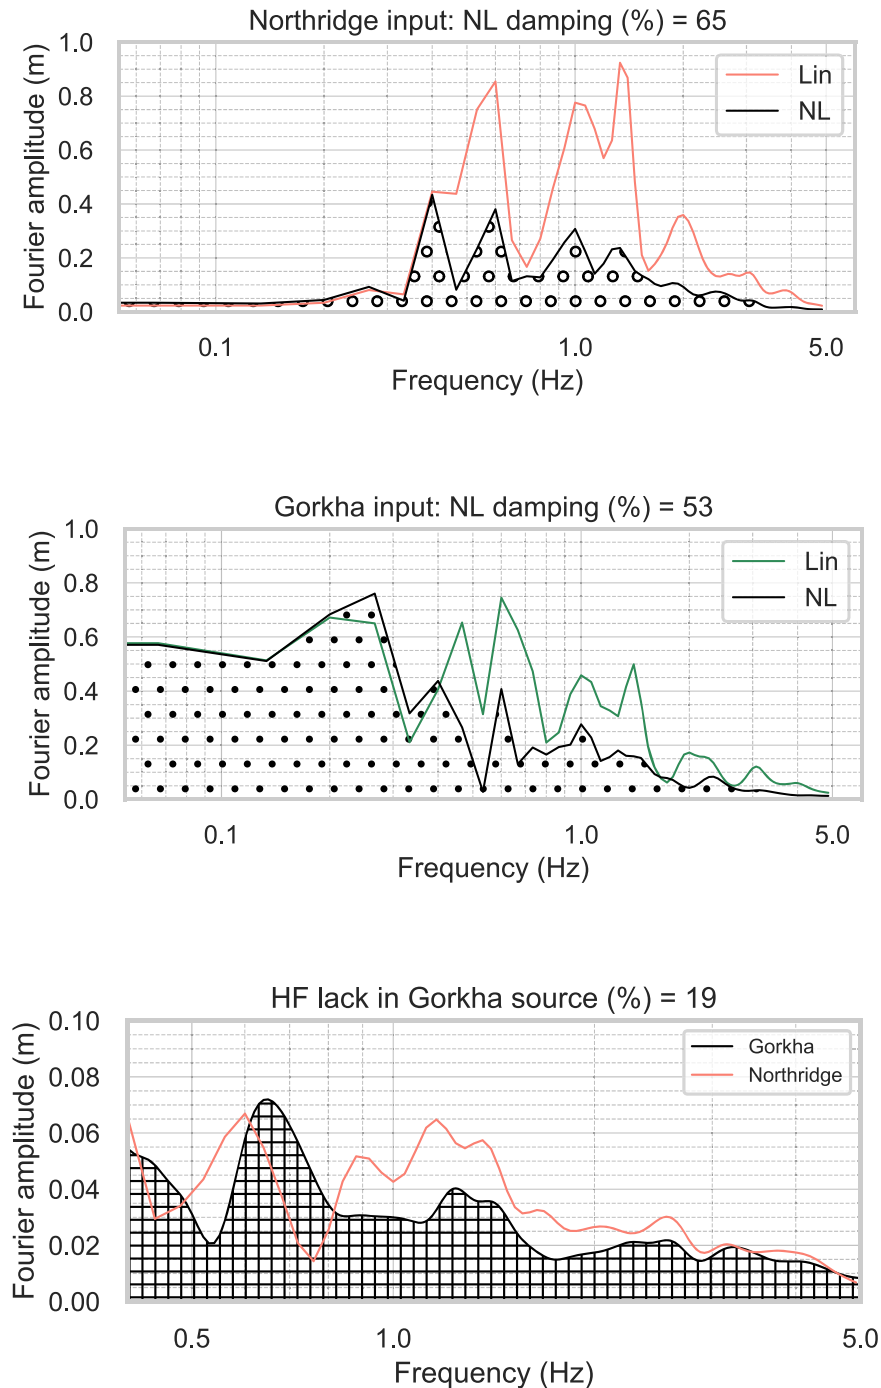 Northridge input: NL damping (%) = 65
Fourier amplitude (m)
1.0
0.8
0.6
0.4
0.2
0.0
Lin
NL
0.1
1.0
5.0
Frequency (Hz)
Gorkha input: NL damping (%) = 53
Fourier amplitude (m)
1.0
0.8
0.6
0.4
0.2
0.0
Lin
NL
0.1
1.0
5.0
Frequency (Hz)
HF lack in Gorkha source (%) = 19
Fourier amplitude (m)
0.10
0.08
0.06
0.04
0.02
0.00
Gorkha
Northridge
0.5
1.0
5.0
Frequency (Hz)